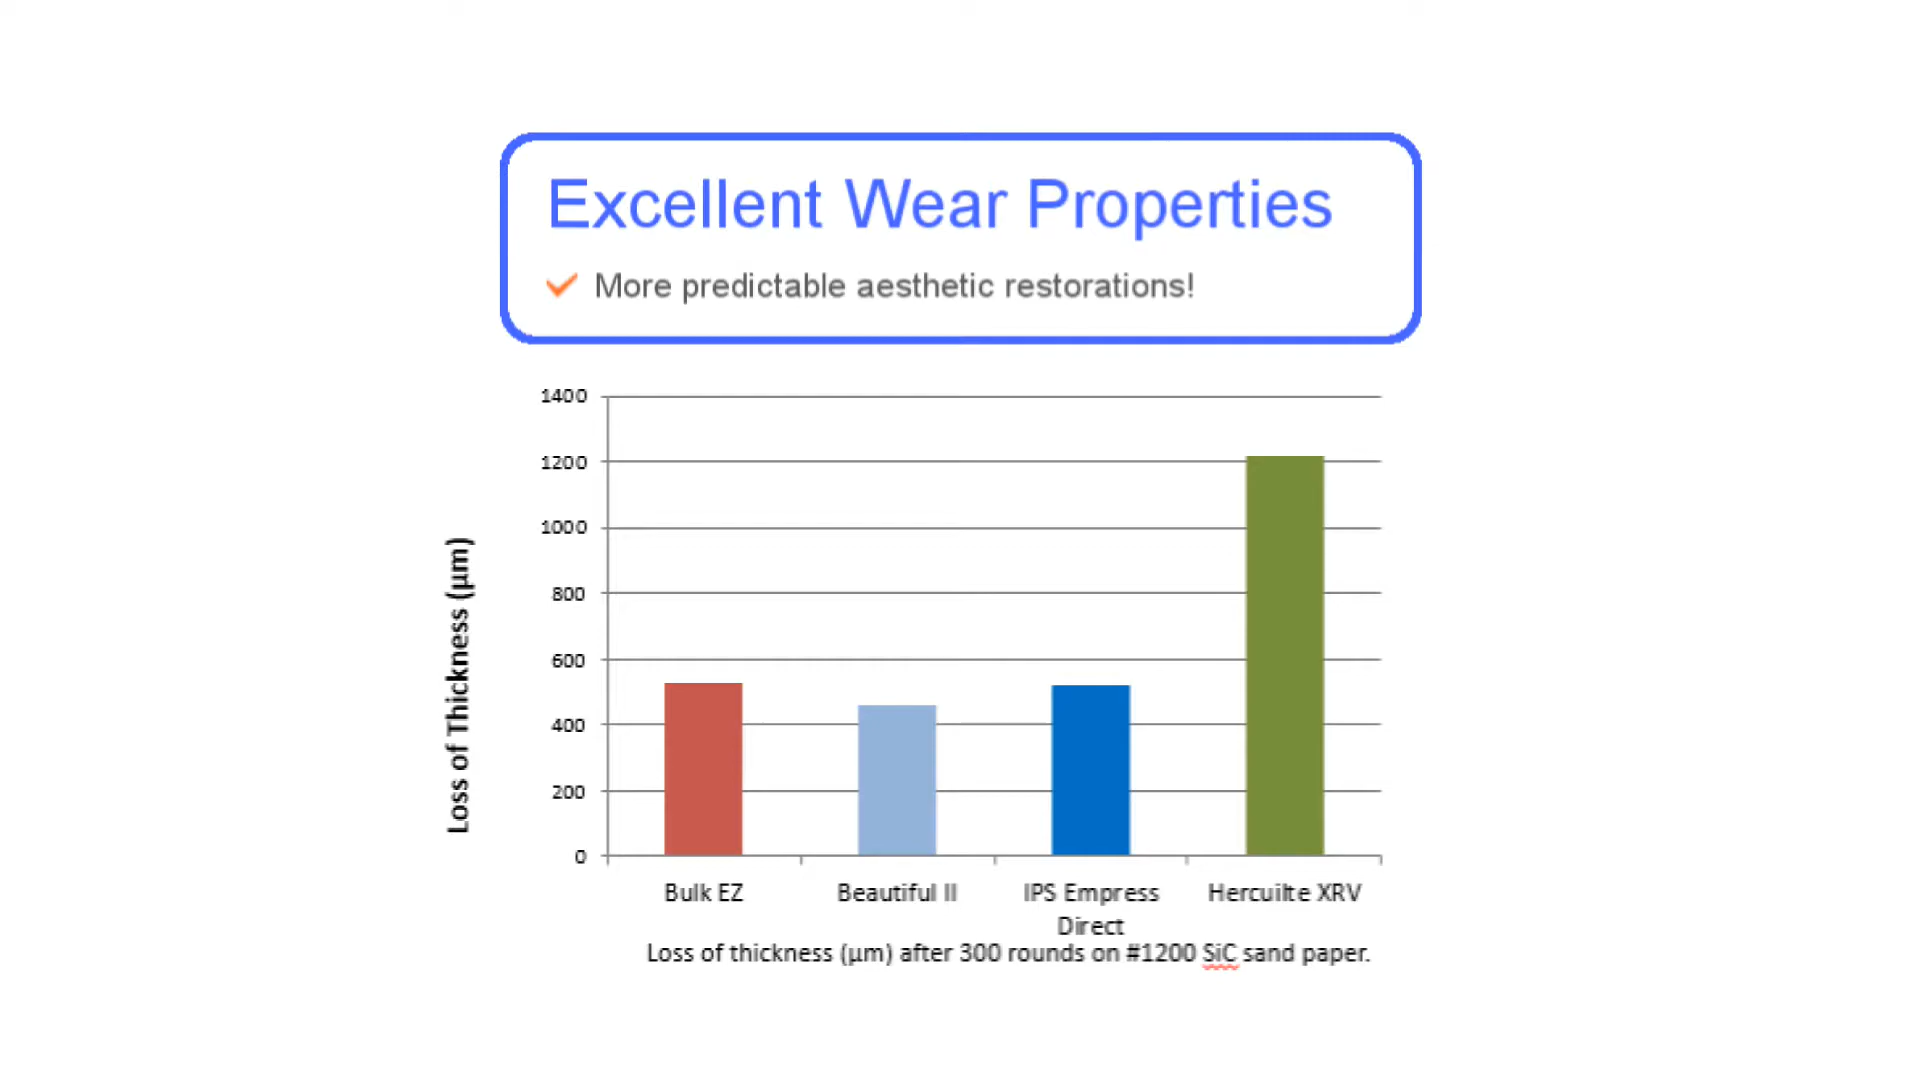 Excellent Wear Properties
More predictable aesthetic restorations!
1400
1200
1000
800
600
400
200
0
Loss of Thickness (µm)
Bulk EZ
Beautiful II
IPS Empress
Direct
Hercuilte XRV
Loss of thickness (µm) after 300 rounds on #1200 SiC sand paper.